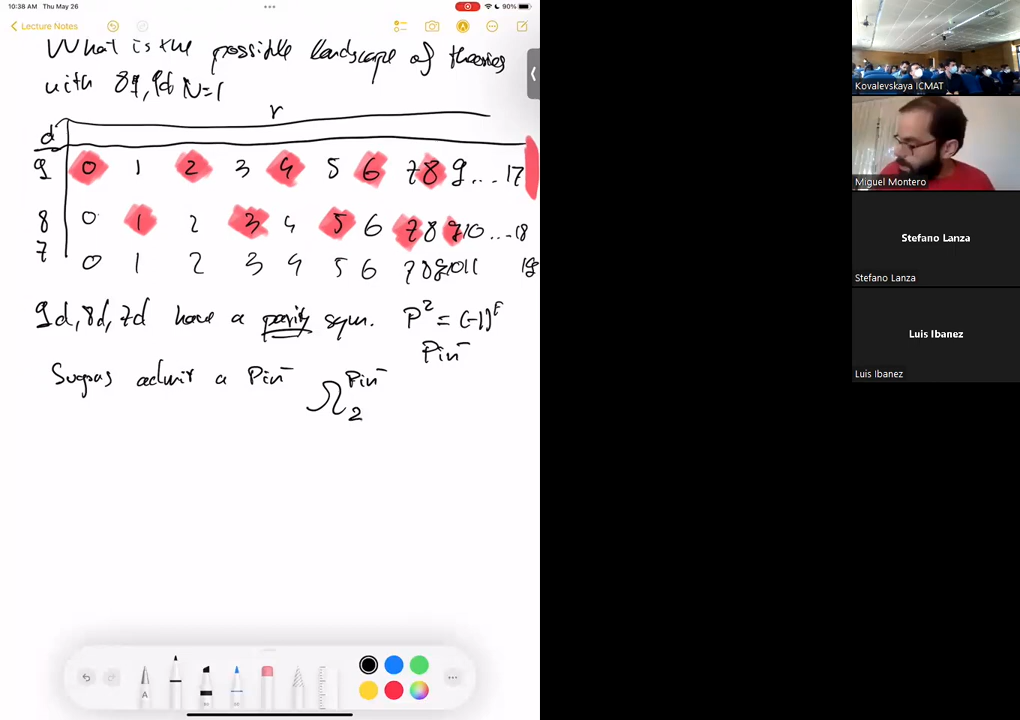 10:38 AM Thu May 26
90%
Lecture Notes
What is the possible landscape of theories
with 8d, 9d N=1
r
d
9 0 1 2 3 4 5 6 7 8 9 ... 17
8 0 1 2 3 4 5 6 7 8 9 10 ... 18
7 0 1 2 3 4 5 6 7 8 9 10 11 19
9d, 8d, 7d have a parity sym. P² = (-1)^F
Pin⁻
Sugras admit a Pin⁻ Ω₂^Pin⁻
A
Kovalevskaya ICMAT
Miguel Montero
Stefano Lanza
Stefano Lanza
Luis Ibanez
Luis Ibanez